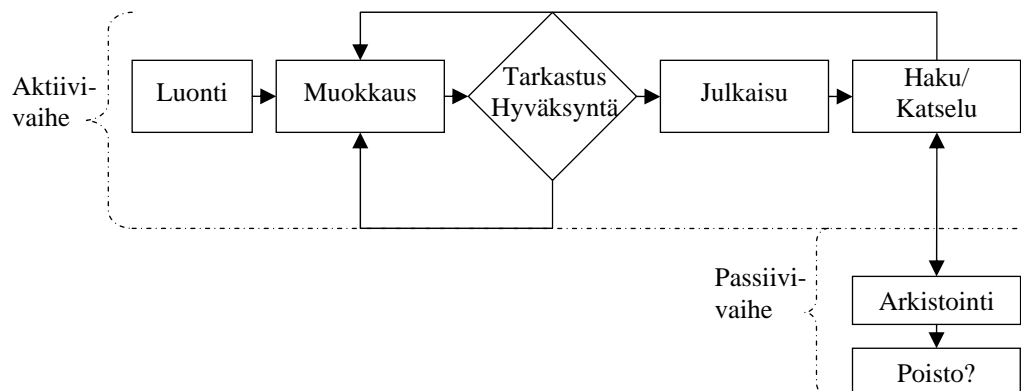 Aktiivi-
vaihe
Luonti
Muokkaus
Tarkastus
Hyväksyntä
Julkaisu
Haku/
Katselu
Passiivi-
vaihe
Arkistointi
Poisto?